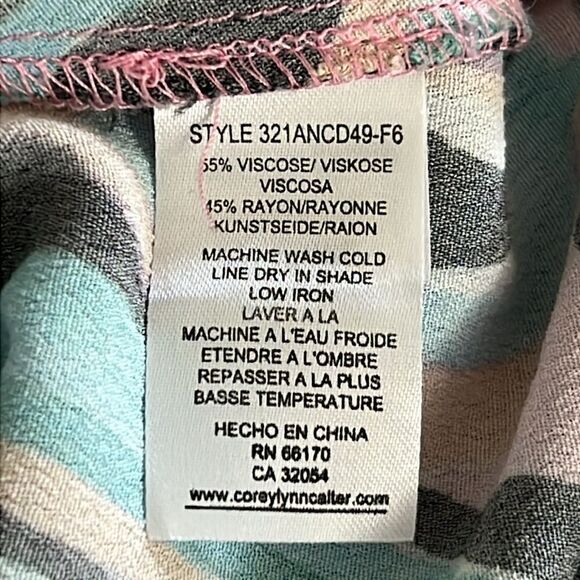 STYLE 321ANCD49-F6
55% VISCOSE/ VISKOSE
VISCOSA
45% RAYON/RAYONNE
KUNSTSEIDE/RAION
MACHINE WASH COLD
LINE DRY IN SHADE
LOW IRON
LAVER A LA
MACHINE A L'EAU FROIDE
ETENDRE A L'OMBRE
REPASSER A LA PLUS
BASSE TEMPERATURE
HECHO EN CHINA
RN 66170
CA 32054
www.coreylynncalter.com